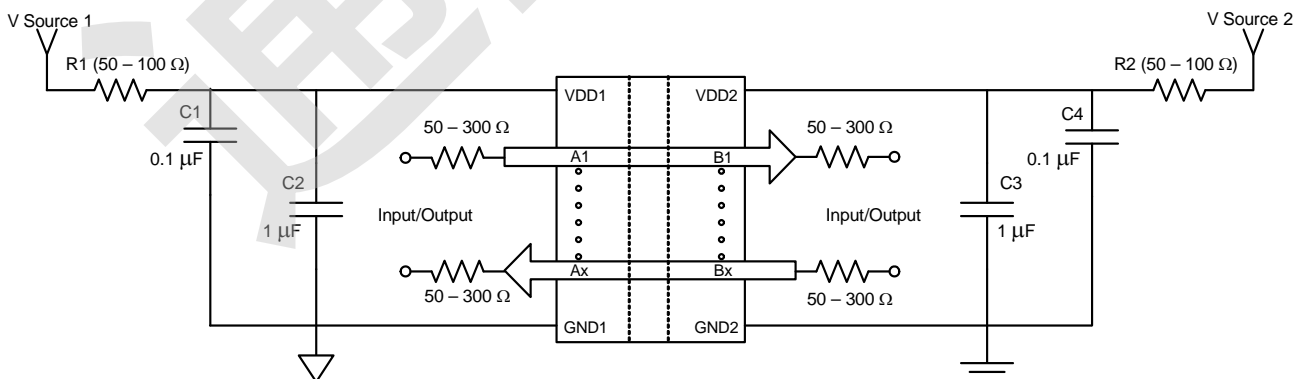 V Source 1
V Source 2
R1 (50 – 100 Ω)
R2 (50 – 100 Ω)
VDD1
VDD2
C1
C4
50 – 300 Ω
50 – 300 Ω
0.1 μF
A1
B1
0.1 μF
C2
C3
Input/Output
Input/Output
1 μF
1 μF
Ax
Bx
50 – 300 Ω
50 – 300 Ω
GND1
GND2